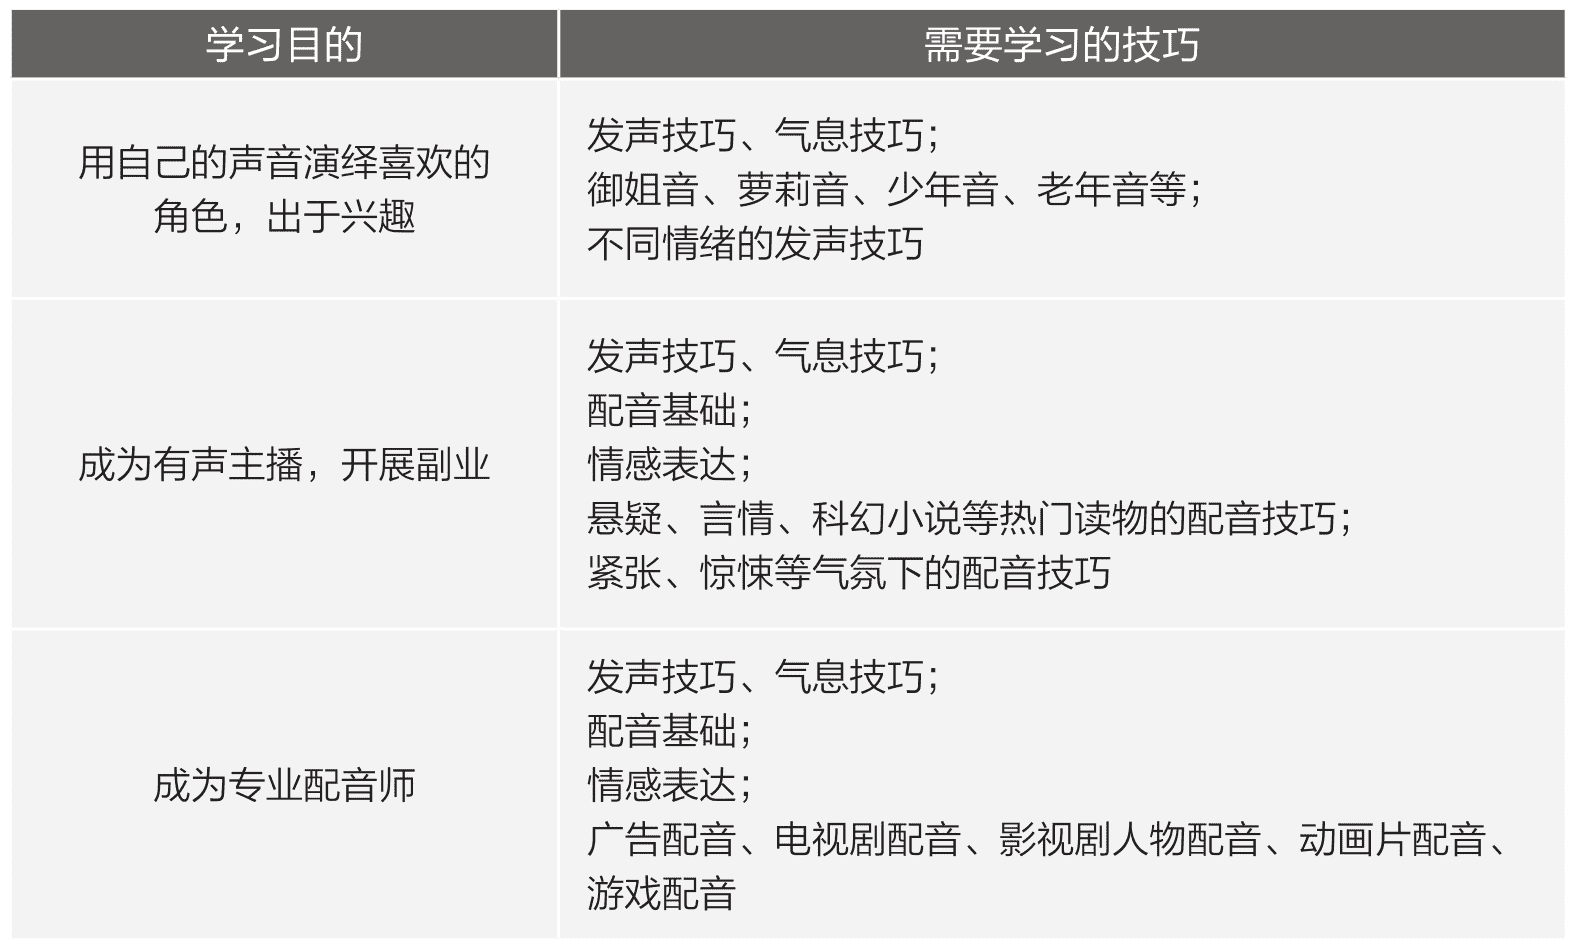 学习目的
需要学习的技巧
用自己的声音演绎喜欢的
角色，出于兴趣
发声技巧、气息技巧；
御姐音、萝莉音、少年音、老年音等；
不同情绪的发声技巧
成为有声主播，开展副业
发声技巧、气息技巧；
配音基础；
情感表达；
悬疑、言情、科幻小说等热门读物的配音技巧；
紧张、惊悚等气氛下的配音技巧
成为专业配音师
发声技巧、气息技巧；
配音基础；
情感表达；
广告配音、电视剧配音、影视剧人物配音、动画片配音、
游戏配音